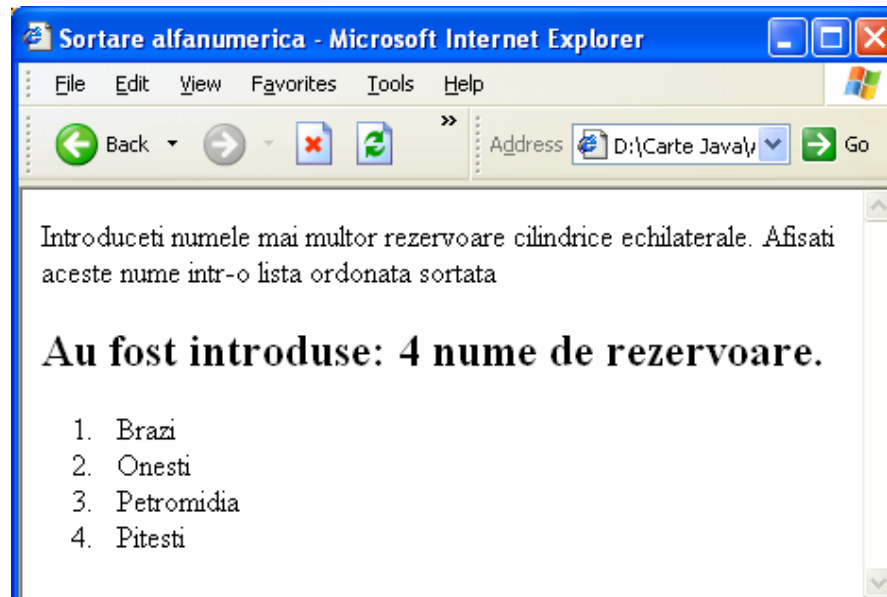 Sortare alfanumerica - Microsoft Internet Explorer
File Edit View Favorites Tools Help
Back » Address D:\Carte Java\ Go
Introduceti numele mai multor rezervoare cilindrice echilaterale. Afisati
aceste nume intr-o lista ordonata sortata
Au fost introduse: 4 nume de rezervoare.
1. Brazi
2. Onesti
3. Petromidia
4. Pitesti